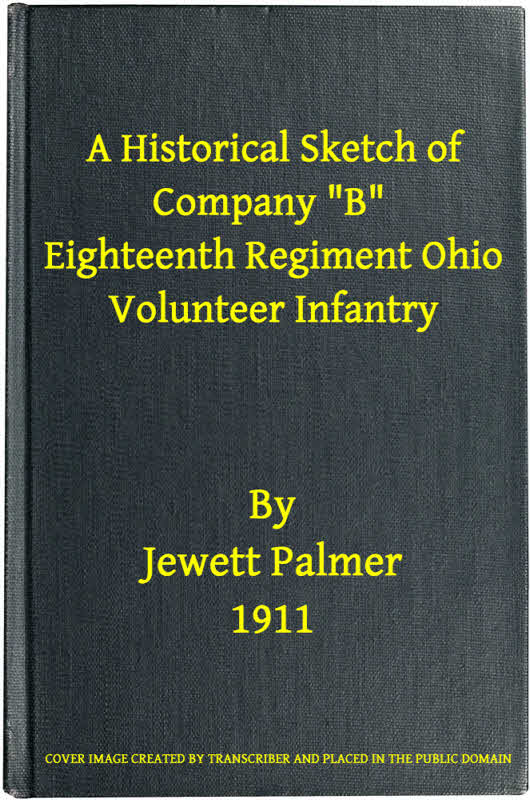 A Historical Sketch of
Company "B"
Eighteenth Regiment Ohio
Volunteer Infantry
By
Jewett Palmer
1911
COVER IMAGE CREATED BY TRANSCRIBER AND PLACED IN THE PUBLIC DOMAIN